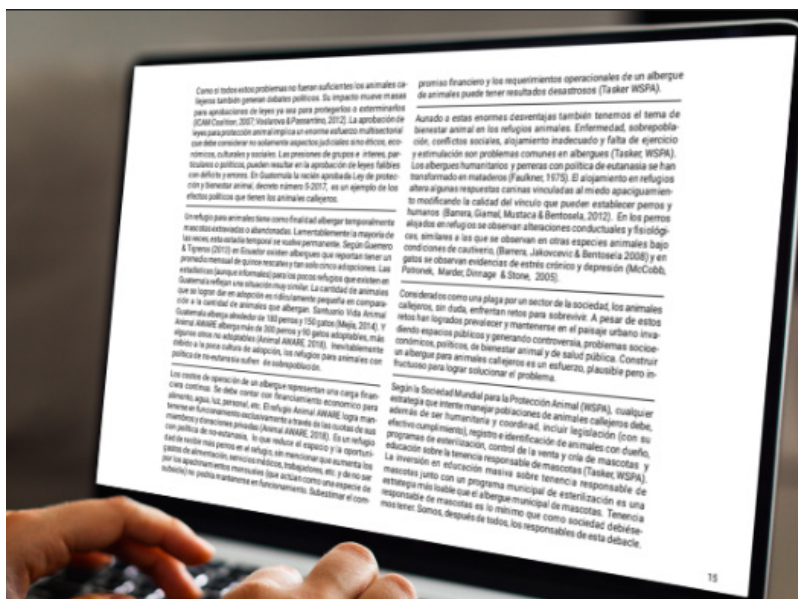 Como si todos estos problemas no fueran suficientes los animales ca-
llejeros también generan debates políticos. Su impacto mueve masas
para aprobaciones de leyes ya sea para protegerlos o exterminarlos
(ICAM Coalition, 2007; Voslarova & Passantino, 2012). La aprobación de
leyes para protección animal implica un enorme esfuerzo multisectorial
que debe considerar no solamente aspectos judiciales sino éticos, eco-
nómicos, culturales y sociales. Las presiones de grupos e interes, par-
ticulares o políticos, pueden resultar en la aprobación de leyes fallibles
con déficits y errores. En Guatemala la recién aprobada Ley de protec-
ción y bienestar animal, decreto número 5-2017, es un ejemplo de los
efectos políticos que tienen los animales callejeros.
Un refugio para animales tiene como finalidad albergar temporalmente
mascotas extraviadas o abandonadas. Lamentablemente la mayoría de
las veces, esta estadía temporal se vuelve permanente. Según Guerrero
& Tigreros (2012) en Ecuador existen albergues que reportan tener un
promedio mensual de quince rescates y tan solo cinco adopciones. Las
estadísticas (aunque informales) para los pocos refugios que existen en
Guatemala reflejan una situación muy similar. La cantidad de animales
que se logran dar en adopción es ridiculamente pequeña en compara-
ción a la cantidad de animales que albergan. Santuario Vida Animal
Guatemala alberga alrededor de 180 perros y 150 gatos (Mejía, 2014). Y
Animal AWARE alberga más de 300 perros y 90 gatos adoptables, más
algunos otros no adoptables (Animal AWARE, 2018). Inevitablemente
debido a la poca cultura de adopción, los refugios para animales con
política de no-eutanasia sufren de sobrepoblación.
Los costos de operación de un albergue representan una carga finan-
ciera continua. Se debe contar con financiamiento economico para
alimento, agua, luz, personal, etc. El refugio Animal AWARE logra man-
tenerse en funcionamiento exclusivamente a través de las cuotas de sus
miembros y donaciones privadas (Animal AWARE, 2018). Es un refugio
con política de no-eutanasia, lo que reduce el espacio y la oportuni-
dad de recibir más perros en el refugio, sin mencionar que aumenta los
gastos de alimentación, servicios médicos, trabajadores, etc. y de no ser
por los apadrinamientos mensuales (que actúan como una especie de
subsidio) no podría mantenerse en funcionamiento. Subestimar el com-
promiso financiero y los requerimientos operacionales de un albergue
de animales puede tener resultados desastrosos (Tasker WSPA).
Aunado a estas enormes desventajas también tenemos el tema de
bienestar animal en los refugios animales. Enfermedad, sobrepobla-
ción, conflictos sociales, alojamiento inadecuado y falta de ejercicio
y estimulación son problemas comunes en albergues (Tasker, WSPA).
Los albergues humanitarios y perreras con política de eutanasia se han
transformado en mataderos (Faulkner, 1975). El alojamiento en refugios
altera algunas respuestas caninas vinculadas al miedo apaciguamien-
to modificando la calidad del vínculo que pueden establecer perros y
humanos (Barrera, Giamal, Mustaca & Bentosela, 2012). En los perros
alojados en refugios se observan alteraciones conductuales y fisiológi-
cas, similares a las que se observan en otras especies animales bajo
condiciones de cautiverio, (Barrera, Jakovcevic & Bentosela 2008) y en
gatos se observan evidencias de estrés crónico y depresión (McCobb,
Patronek, Marder, Dinnage & Stone, 2005).
Considerados como una plaga por un sector de la sociedad, los animales
callejeros, sin duda, enfrentan retos para sobrevivir. A pesar de estos
retos han logrados prevalecer y mantenerse en el paisaje urbano inva-
diendo espacios públicos y generando controversia, problemas socioe-
conómicos, políticos, de bienestar animal y de salud pública. Construir
un albergue para animales callejeros es un esfuerzo, plausible pero in-
fructuoso para lograr solucionar el problema.
Según la Sociedad Mundial para la Protección Animal (WSPA), cualquier
estrategia que intente manejar poblaciones de animales callejeros debe,
además de ser humanitaria y coordinad, incluir legislación (con su
efectivo cumplimiento), registro e identificación de animales con dueño,
programas de esterilización, control de la venta y cría de mascotas y
educación sobre la tenencia responsable de mascotas (Tasker, WSPA).
La inversión en educación masiva sobre tenencia responsable de
mascotas junto con un programa municipal de esterilización es una
estrategia más loable que el albergue municipal de mascotas. Tenencia
responsable de mascotas es lo mínimo que como sociedad debiése-
mos tener. Somos, después de todos, los responsables de esta debacle.
15